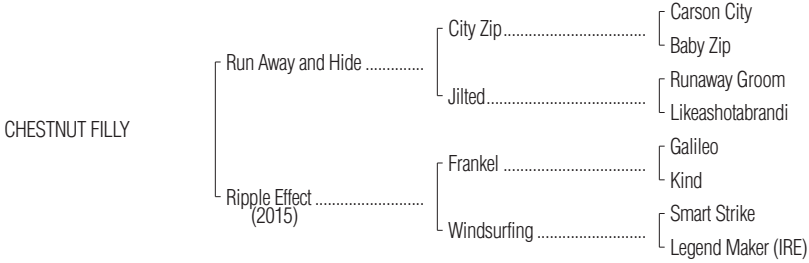 Carson City
City Zip
Baby Zip
Run Away and Hide
Runaway Groom
Jilted
Likeashotabrandi
CHESTNUT FILLY
Galileo
Frankel
Kind
Ripple Effect
(2015)
Smart Strike
Windsurfing
Legend Maker (IRE)